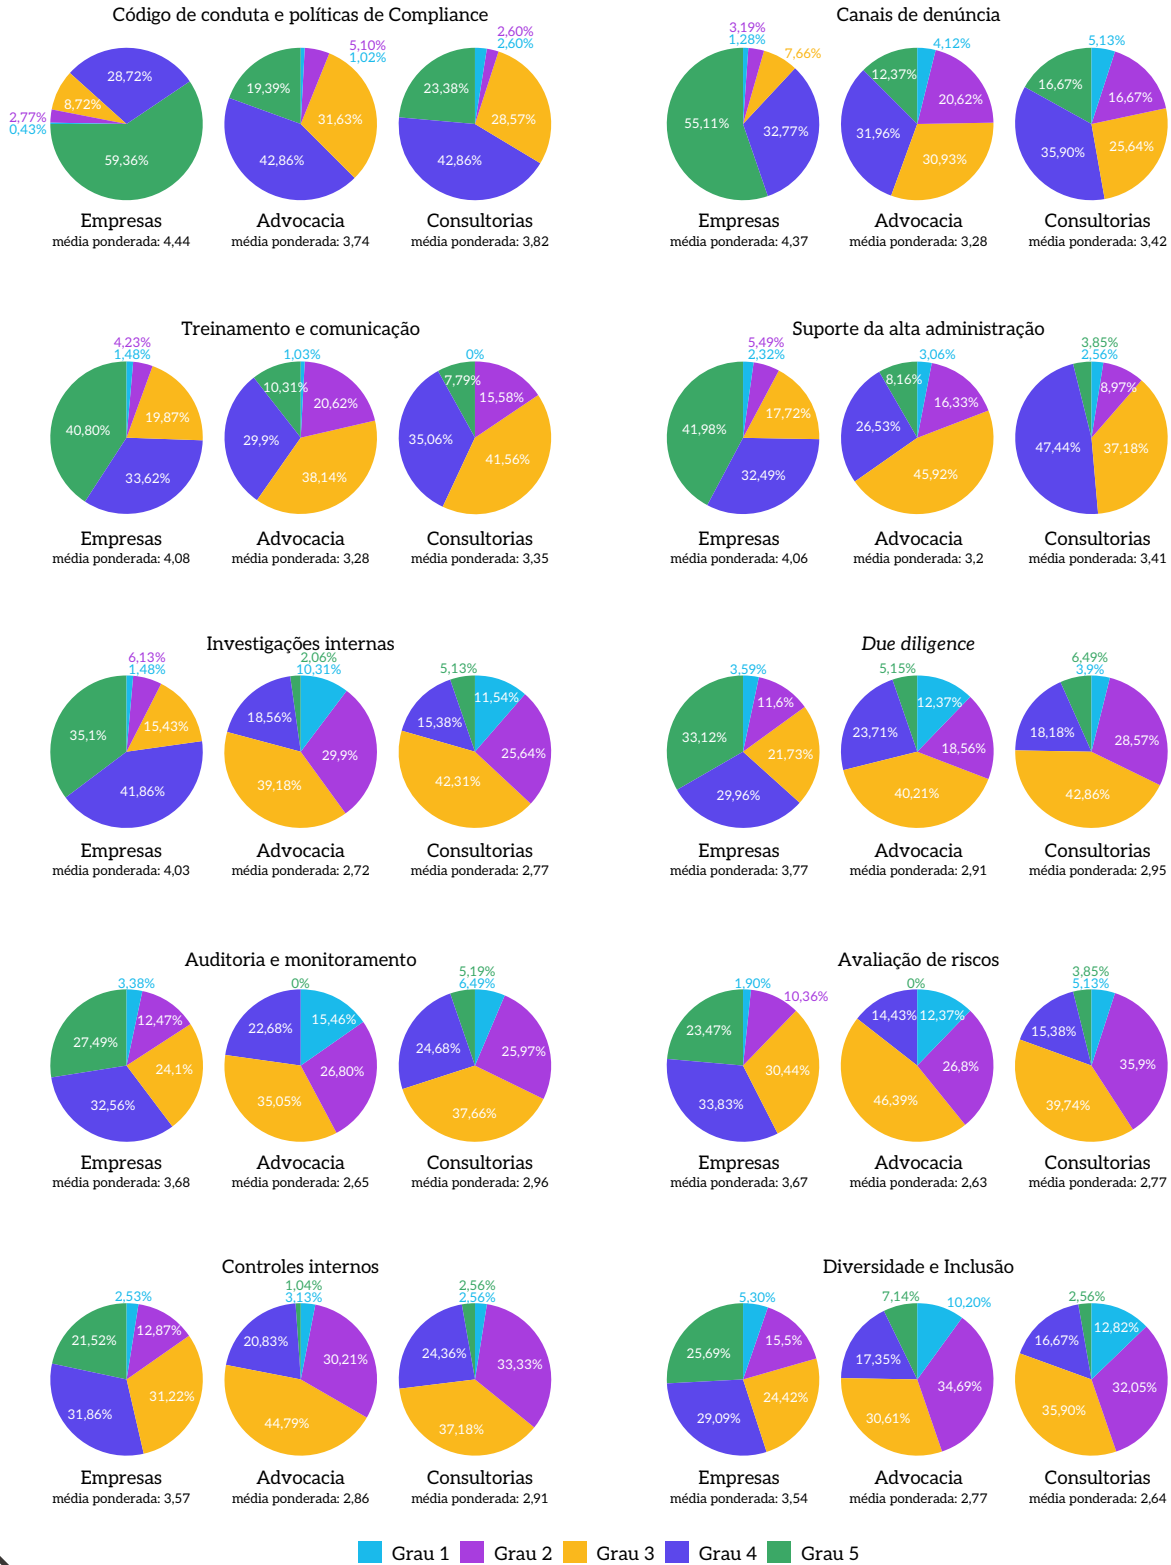 Código de conduta e políticas de Compliance
2,77%
0,43%
8,72%
28,72%
59,36%
Empresas
média ponderada: 4,44
5,10%
1,02%
19,39%
31,63%
42,86%
Advocacia
média ponderada: 3,74
2,60%
2,60%
23,38%
28,57%
42,86%
Consultorias
média ponderada: 3,82
Canais de denúncia
3,19%
1,28%
7,66%
55,11%
32,77%
Empresas
média ponderada: 4,37
4,12%
12,37%
20,62%
31,96%
30,93%
Advocacia
média ponderada: 3,28
5,13%
16,67%
16,67%
35,90%
25,64%
Consultorias
média ponderada: 3,42
Treinamento e comunicação
4,23%
1,48%
19,87%
40,80%
33,62%
Empresas
média ponderada: 4,08
1,03%
10,31%
20,62%
29,9%
38,14%
Advocacia
média ponderada: 3,28
0%
7,79%
15,58%
35,06%
41,56%
Consultorias
média ponderada: 3,35
Suporte da alta administração
5,49%
2,32%
17,72%
41,98%
32,49%
Empresas
média ponderada: 4,06
3,06%
8,16%
16,33%
26,53%
45,92%
Advocacia
média ponderada: 3,2
3,85%
2,56%
8,97%
47,44%
37,18%
Consultorias
média ponderada: 3,41
Investigações internas
6,13%
1,48%
15,43%
35,1%
41,86%
Empresas
média ponderada: 4,03
2,06%
10,31%
18,56%
29,9%
39,18%
Advocacia
média ponderada: 2,72
5,13%
11,54%
15,38%
25,64%
42,31%
Consultorias
média ponderada: 2,77
Due diligence
3,59%
11,6%
33,12%
21,73%
29,96%
Empresas
média ponderada: 3,77
5,15%
12,37%
23,71%
18,56%
40,21%
Advocacia
média ponderada: 2,91
6,49%
3,9%
18,18%
28,57%
42,86%
Consultorias
média ponderada: 2,95
Auditoria e monitoramento
3,38%
12,47%
27,49%
24,1%
32,56%
Empresas
média ponderada: 3,68
0%
15,46%
22,68%
26,80%
35,05%
Advocacia
média ponderada: 2,65
5,19%
6,49%
24,68%
25,97%
37,66%
Consultorias
média ponderada: 2,96
Avaliação de riscos
1,90%
10,36%
23,47%
30,44%
33,83%
Empresas
média ponderada: 3,67
0%
14,43%
12,37%
26,8%
46,39%
Advocacia
média ponderada: 2,63
3,85%
5,13%
15,38%
35,9%
39,74%
Consultorias
média ponderada: 2,77
Controles internos
2,53%
12,87%
21,52%
31,22%
31,86%
Empresas
média ponderada: 3,57
1,04%
3,13%
20,83%
30,21%
44,79%
Advocacia
média ponderada: 2,86
2,56%
2,56%
24,36%
33,33%
37,18%
Consultorias
média ponderada: 2,91
Diversidade e Inclusão
5,30%
15,5%
25,69%
24,42%
29,09%
Empresas
média ponderada: 3,54
7,14%
10,20%
17,35%
34,69%
30,61%
Advocacia
média ponderada: 2,77
2,56%
12,82%
16,67%
32,05%
35,90%
Consultorias
média ponderada: 2,64
Grau 1 Grau 2 Grau 3 Grau 4 Grau 5